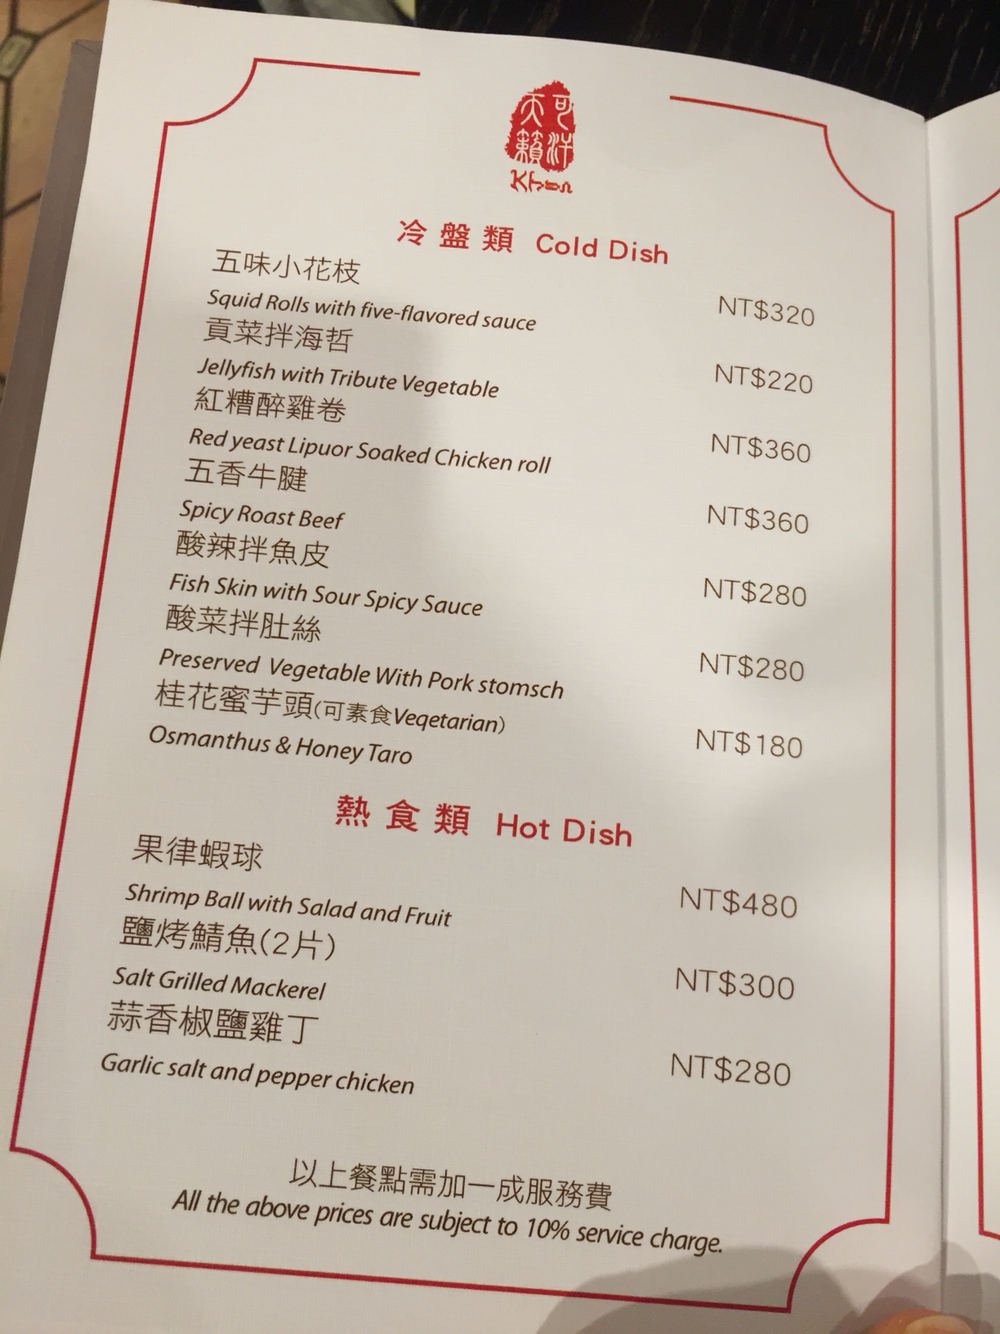 天 可
籟 洋
冷盤類 Cold Dish
五味小花枝
Squid Rolls with five-flavored sauce NT$320
貢菜拌海哲
Jellyfish with Tribute Vegetable NT$220
紅糟醉雞卷
Red yeast Lipuor Soaked Chicken roll NT$360
五香牛腱
Spicy Roast Beef NT$360
酸辣拌魚皮
Fish Skin with Sour Spicy Sauce NT$280
酸菜拌肚絲
Preserved Vegetable With Pork stomsch NT$280
桂花蜜芋頭(可素食Veqetarian)
Osmanthus & Honey Taro NT$180
熱食類 Hot Dish
果律蝦球
Shrimp Ball with Salad and Fruit NT$480
鹽烤鯖魚(2片)
Salt Grilled Mackerel NT$300
蒜香椒鹽雞丁
Garlic salt and pepper chicken NT$280
以上餐點需加一成服務費
All the above prices are subject to 10% service charge.